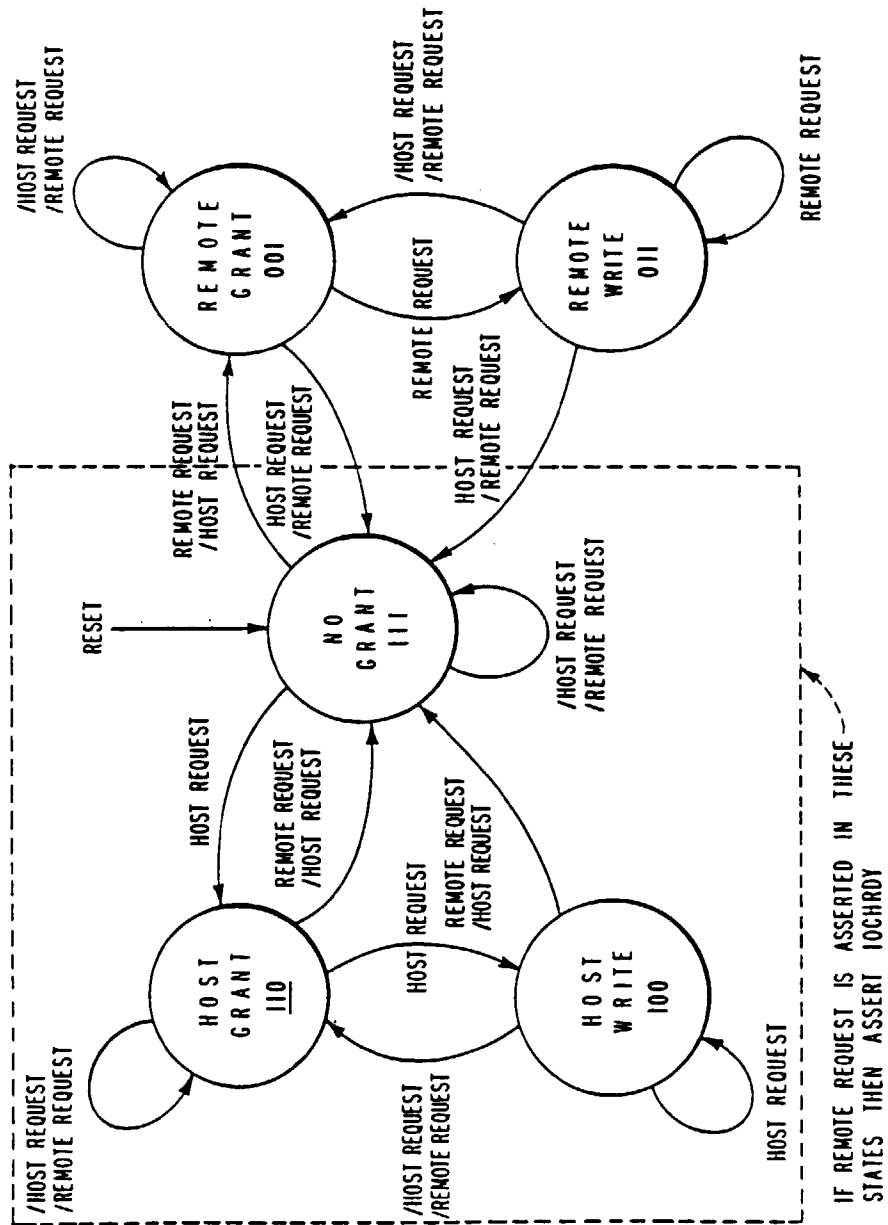 /HOST REQUEST
/REMOTE REQUEST
HOST
GRANT
110
/HOST REQUEST
/REMOTE REQUEST
HOST REQUEST
HOST
WRITE
100
HOST REQUEST
HOST REQUEST
REMOTE REQUEST
/HOST REQUEST
REMOTE REQUEST
/HOST REQUEST
RESET
NO
GRANT
111
/HOST REQUEST
/REMOTE REQUEST
REMOTE REQUEST
/HOST REQUEST
HOST REQUEST
/REMOTE REQUEST
HOST REQUEST
/REMOTE REQUEST
/HOST REQUEST
/REMOTE REQUEST
REMOTE
GRANT
001
REMOTE REQUEST
/HOST REQUEST
/REMOTE REQUEST
REMOTE
WRITE
011
REMOTE REQUEST
IF REMOTE REQUEST IS ASSERTED IN THESE
STATES THEN ASSERT IOCHRDY